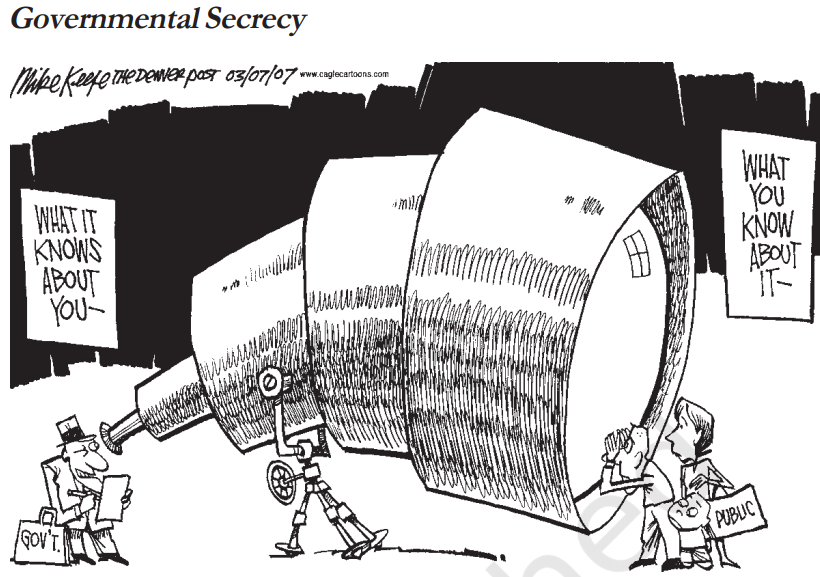 Governmental Secrecy
Mike Keefe THE DENVER POST 03/07/07 www.caglecartoons.com
WHAT IT
KNOWS
ABOUT
YOU—
WHAT
YOU
KNOW
ABOUT
IT—
GOV'T.
PUBLIC